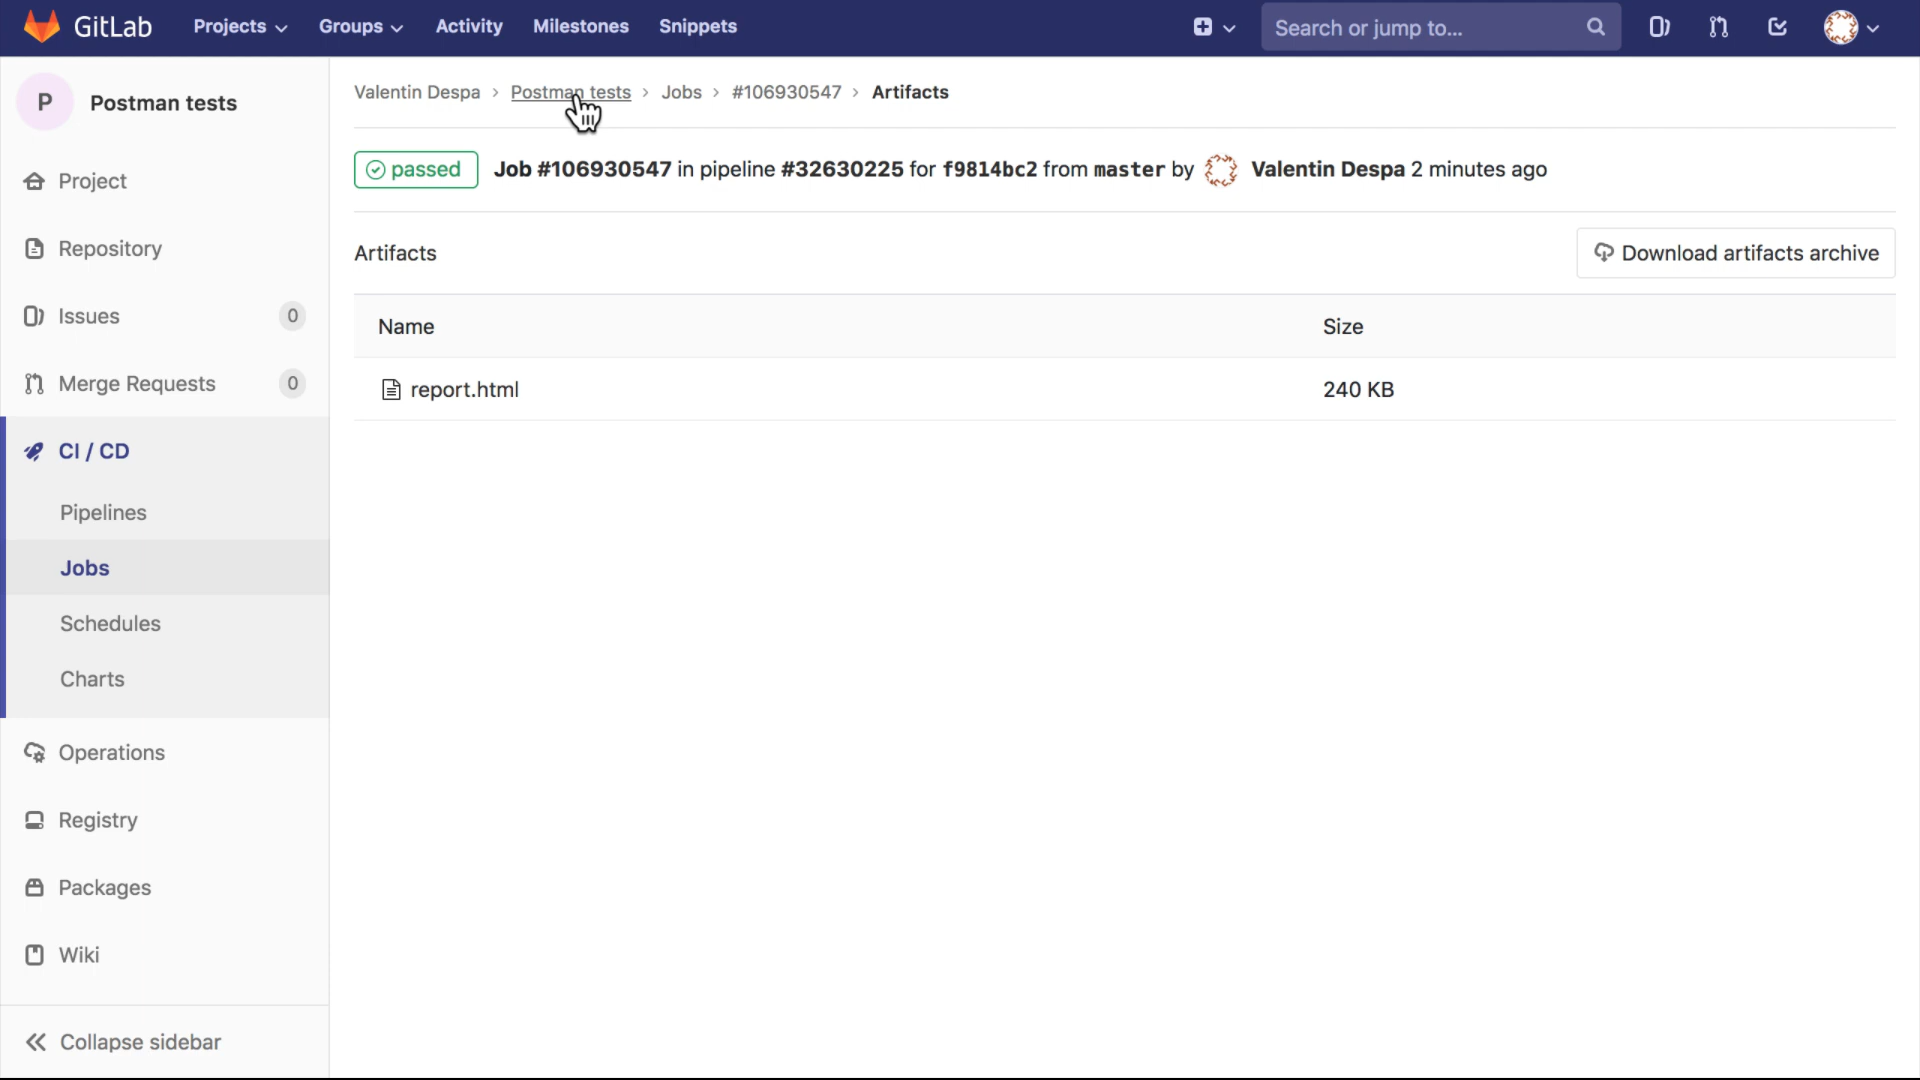 GitLab Projects Groups Activity Milestones Snippets Search or jump to...
P Postman tests
Project
Repository
Issues 0
Merge Requests 0
CI / CD
Pipelines
Jobs
Schedules
Charts
Operations
Registry
Packages
Wiki
Collapse sidebar
Valentin Despa > Postman tests > Jobs > #106930547 > Artifacts
passed Job #106930547 in pipeline #32630225 for f9814bc2 from master by Valentin Despa 2 minutes ago
Artifacts Download artifacts archive
Name Size
report.html 240 KB